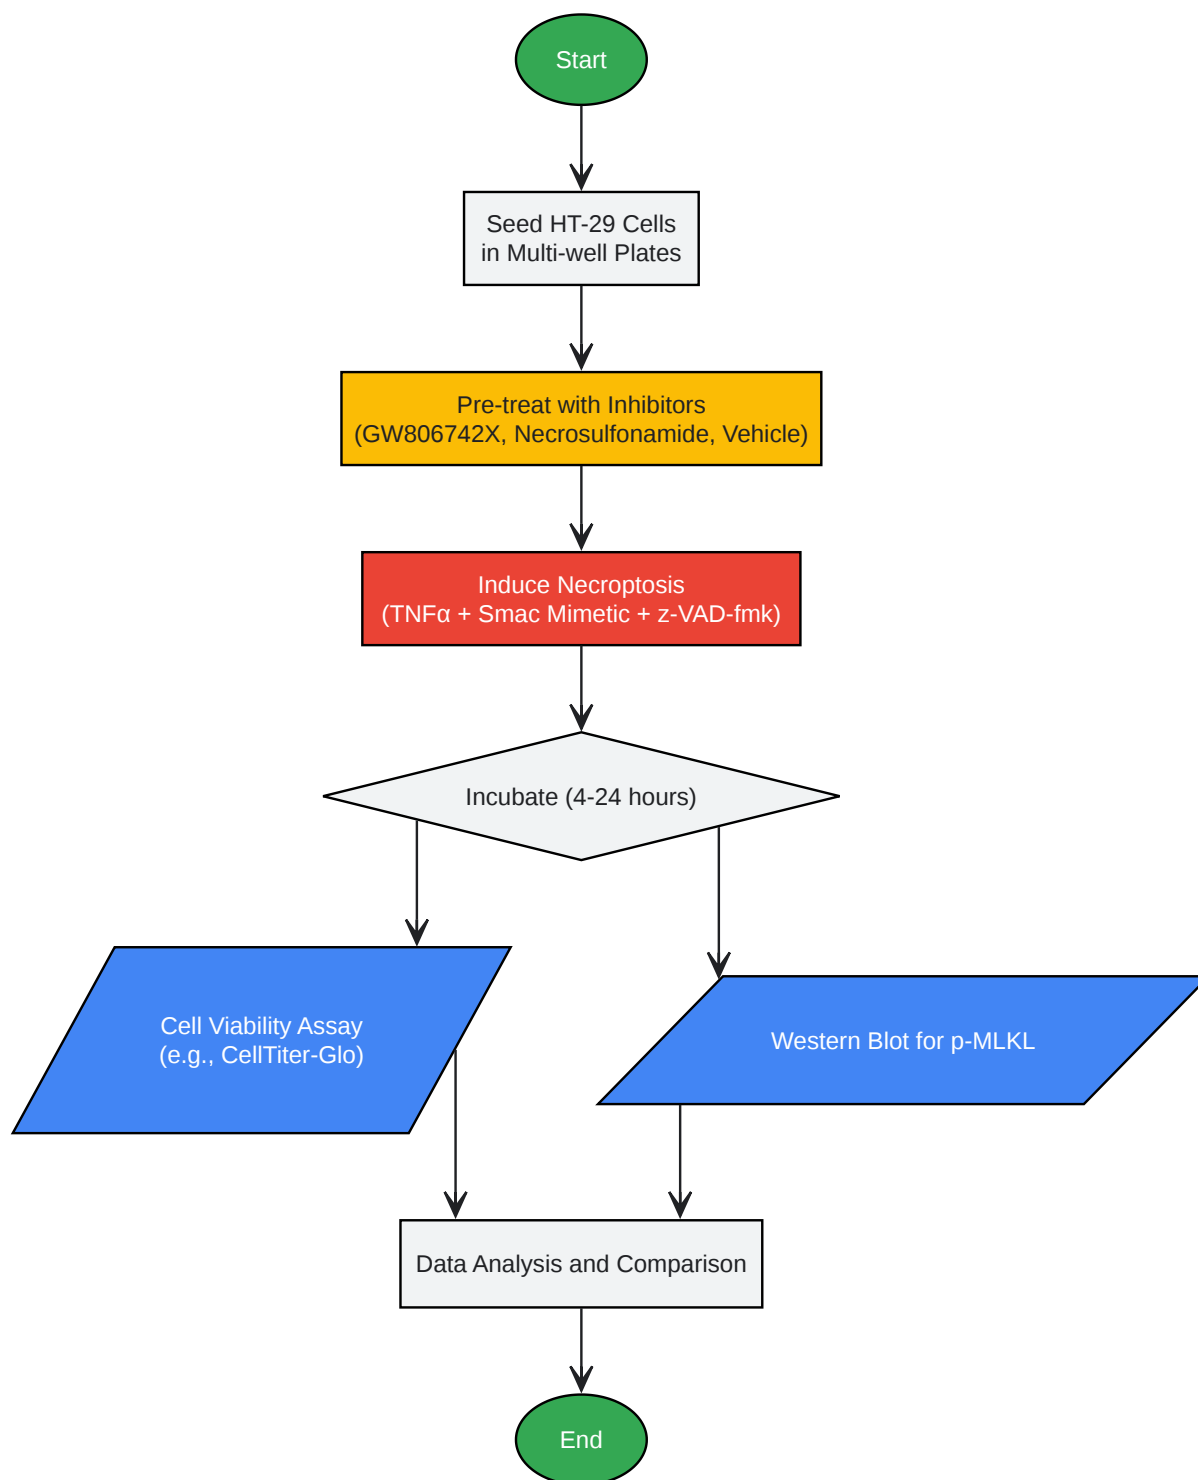 Start
Seed HT-29 Cells
in Multi-well Plates
Pre-treat with Inhibitors
(GW806742X, Necrosulfonamide, Vehicle)
Induce Necroptosis
(TNFα + Smac Mimetic + z-VAD-fmk)
Incubate (4-24 hours)
Cell Viability Assay
(e.g., CellTiter-Glo)
Western Blot for p-MLKL
Data Analysis and Comparison
End